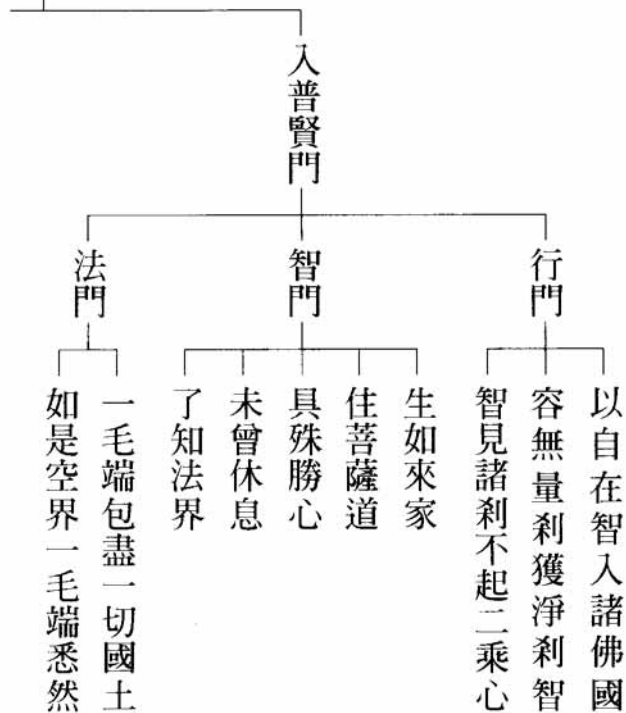 入普賢門
行門
以自在智入諸佛國
容無量剎獲淨剎智
智見諸剎不起二乘心
智門
生如來家
住菩薩道
具殊勝心
未曾休息
了知法界
法門
一毛端包盡一切國土
如是空界一毛端悉然